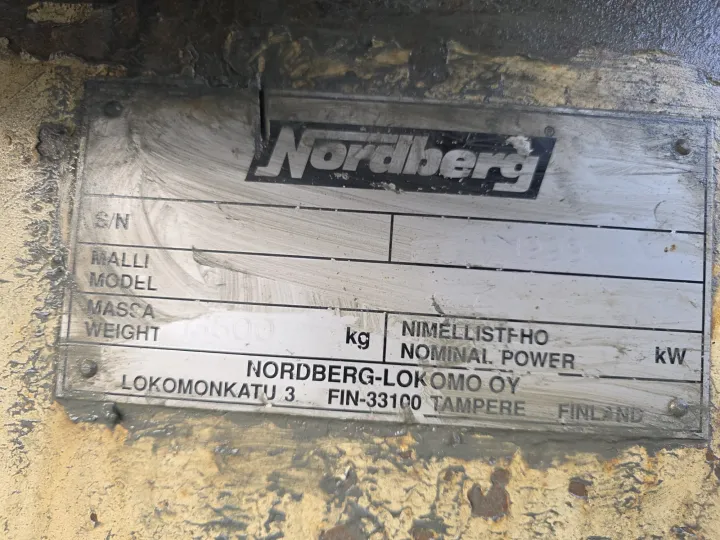 Nordberg
S/N
MALLI
MODEL
MASSA
WEIGHT kg
NIMELLISTEHO
NOMINAL POWER kW
NORDBERG-LOKOMO OY
LOKOMONKATU 3 FIN-33100 TAMPERE FINLAND